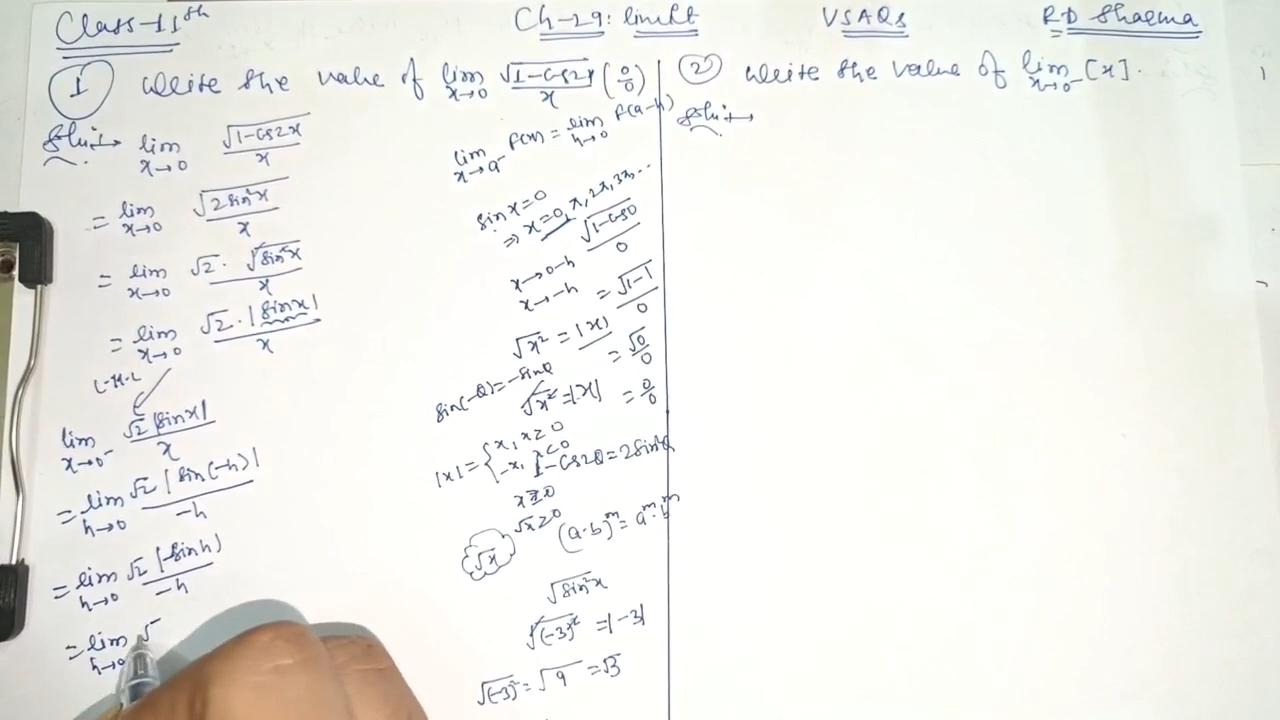 Class-11th Ch-29: limit VSAQs RD Sharma
1 Write the value of lim x→0 √(1-cos2x)/x (0/0)
Soln:→ lim x→0 √(1-cos2x)/x
= lim x→0 √(2sin²x)/x
= lim x→0 √2 · √(sin²x)/x
= lim x→0 √2 · |sinx|/x
L-H-L
lim x→0⁻ √2 |sinx|/x
= lim h→0 √2 |sin(-h)|/-h
= lim h→0 √2 |-sinh|/-h
= lim h→0 √
lim x→a⁻ f(x) = lim h→0 f(a-h)
sinx=0
⇒ x=0, π, 2π, 3π, ...
√(1-cos0)/0
x→0-h
x→-h
= √(1-1)/0
√x² = |x|
= √0/0
sin(-θ)=-sinθ
√x² = |x|
= 0/0
|x| = { x, x≥0
-x, x<0
1-cos2θ=2sin²θ
x≥0
√x≥0
√x
(a·b)^m = a^m·b^m
√sin²x
√(-3)² = |-3|
√(-3)² = √9 = √3
2 Write the value of lim x→0⁻ [x].
Soln:→